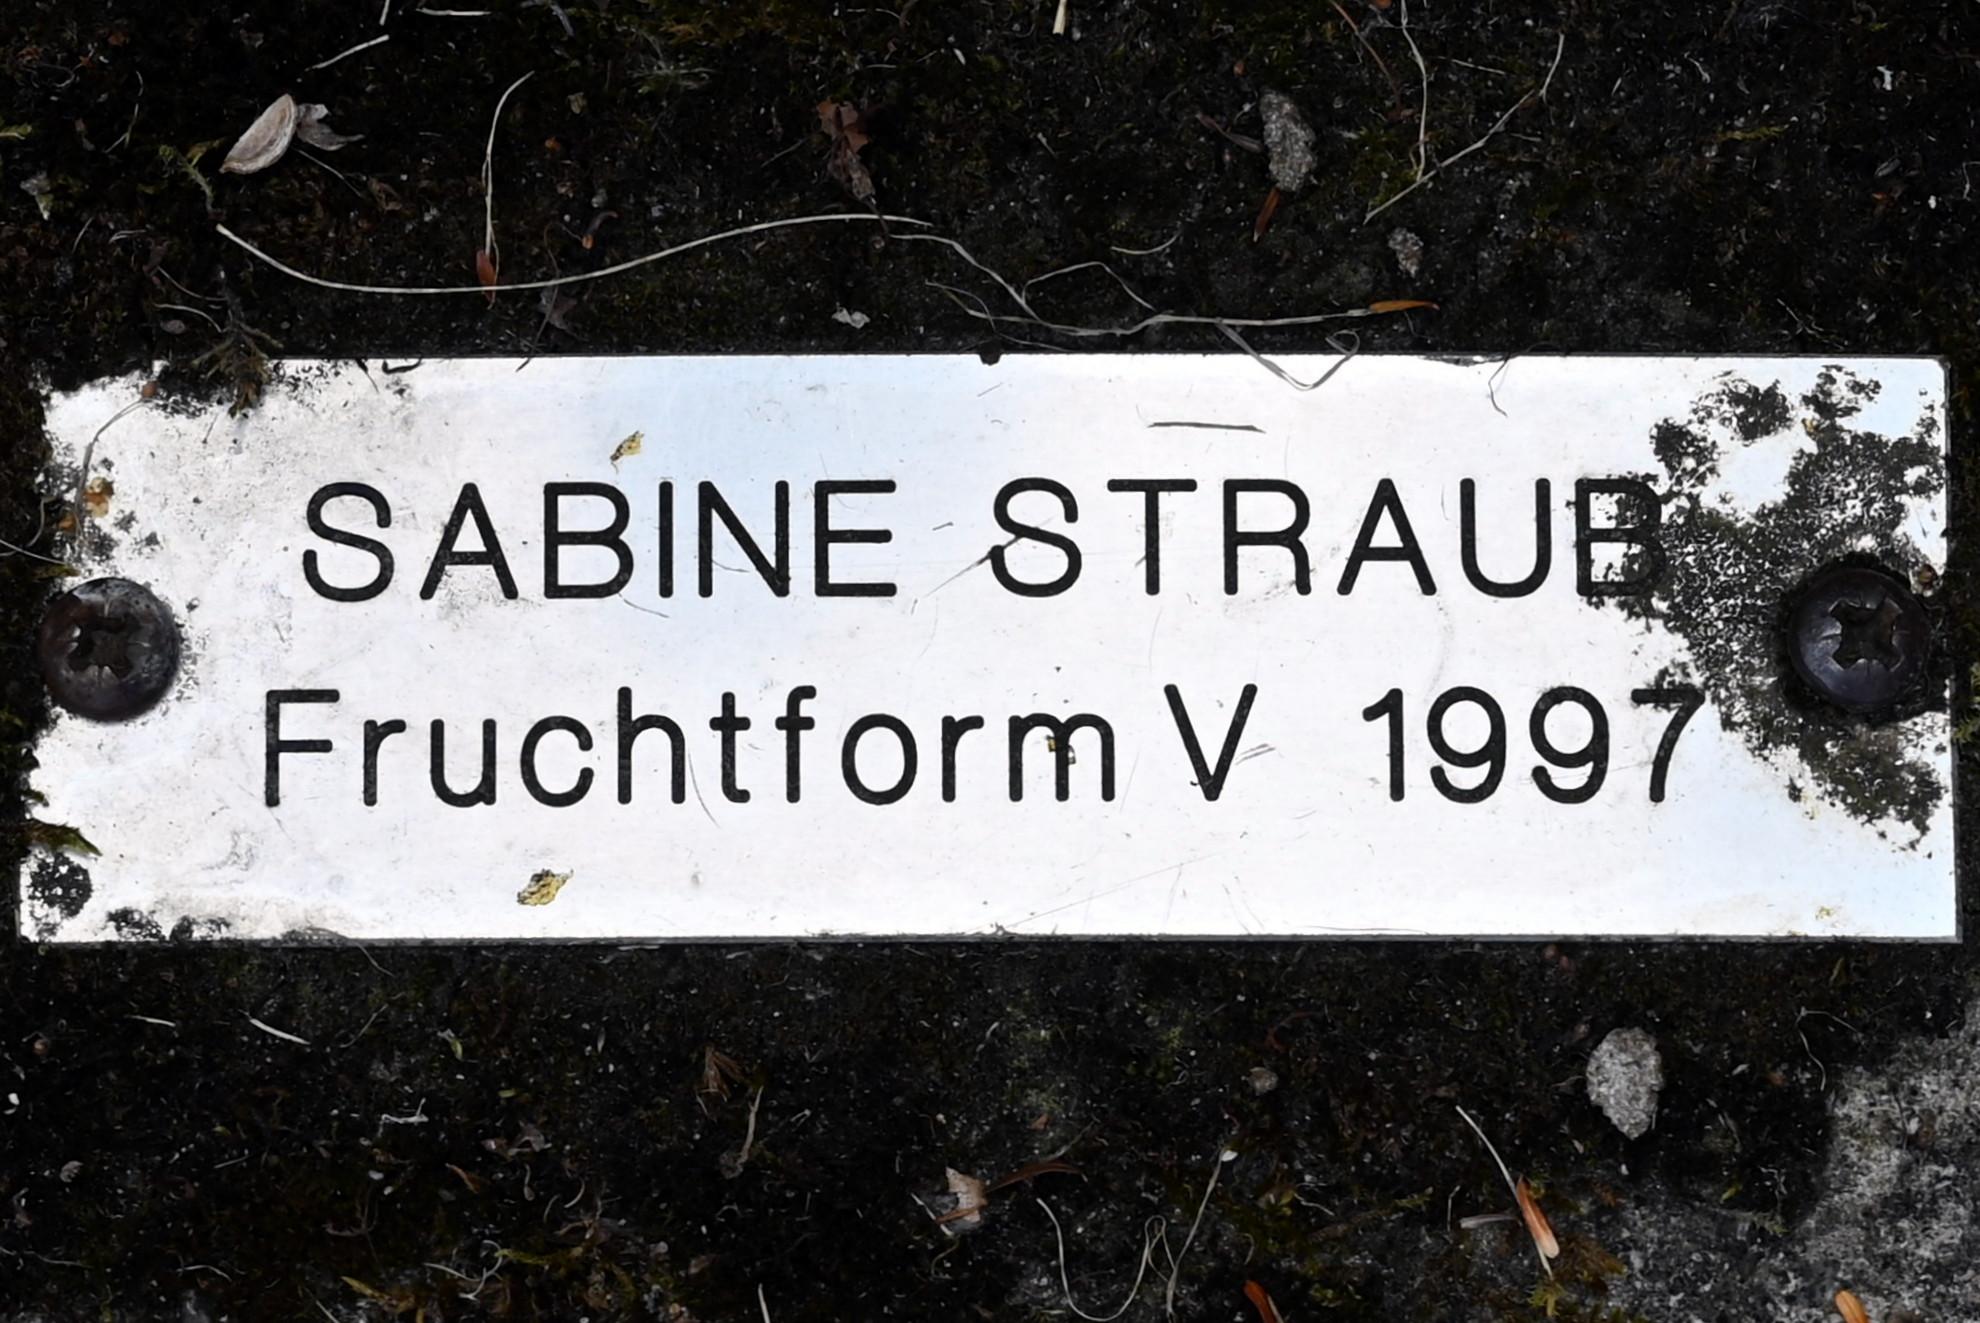 SABINE STRAUB
Fruchtform V 1997